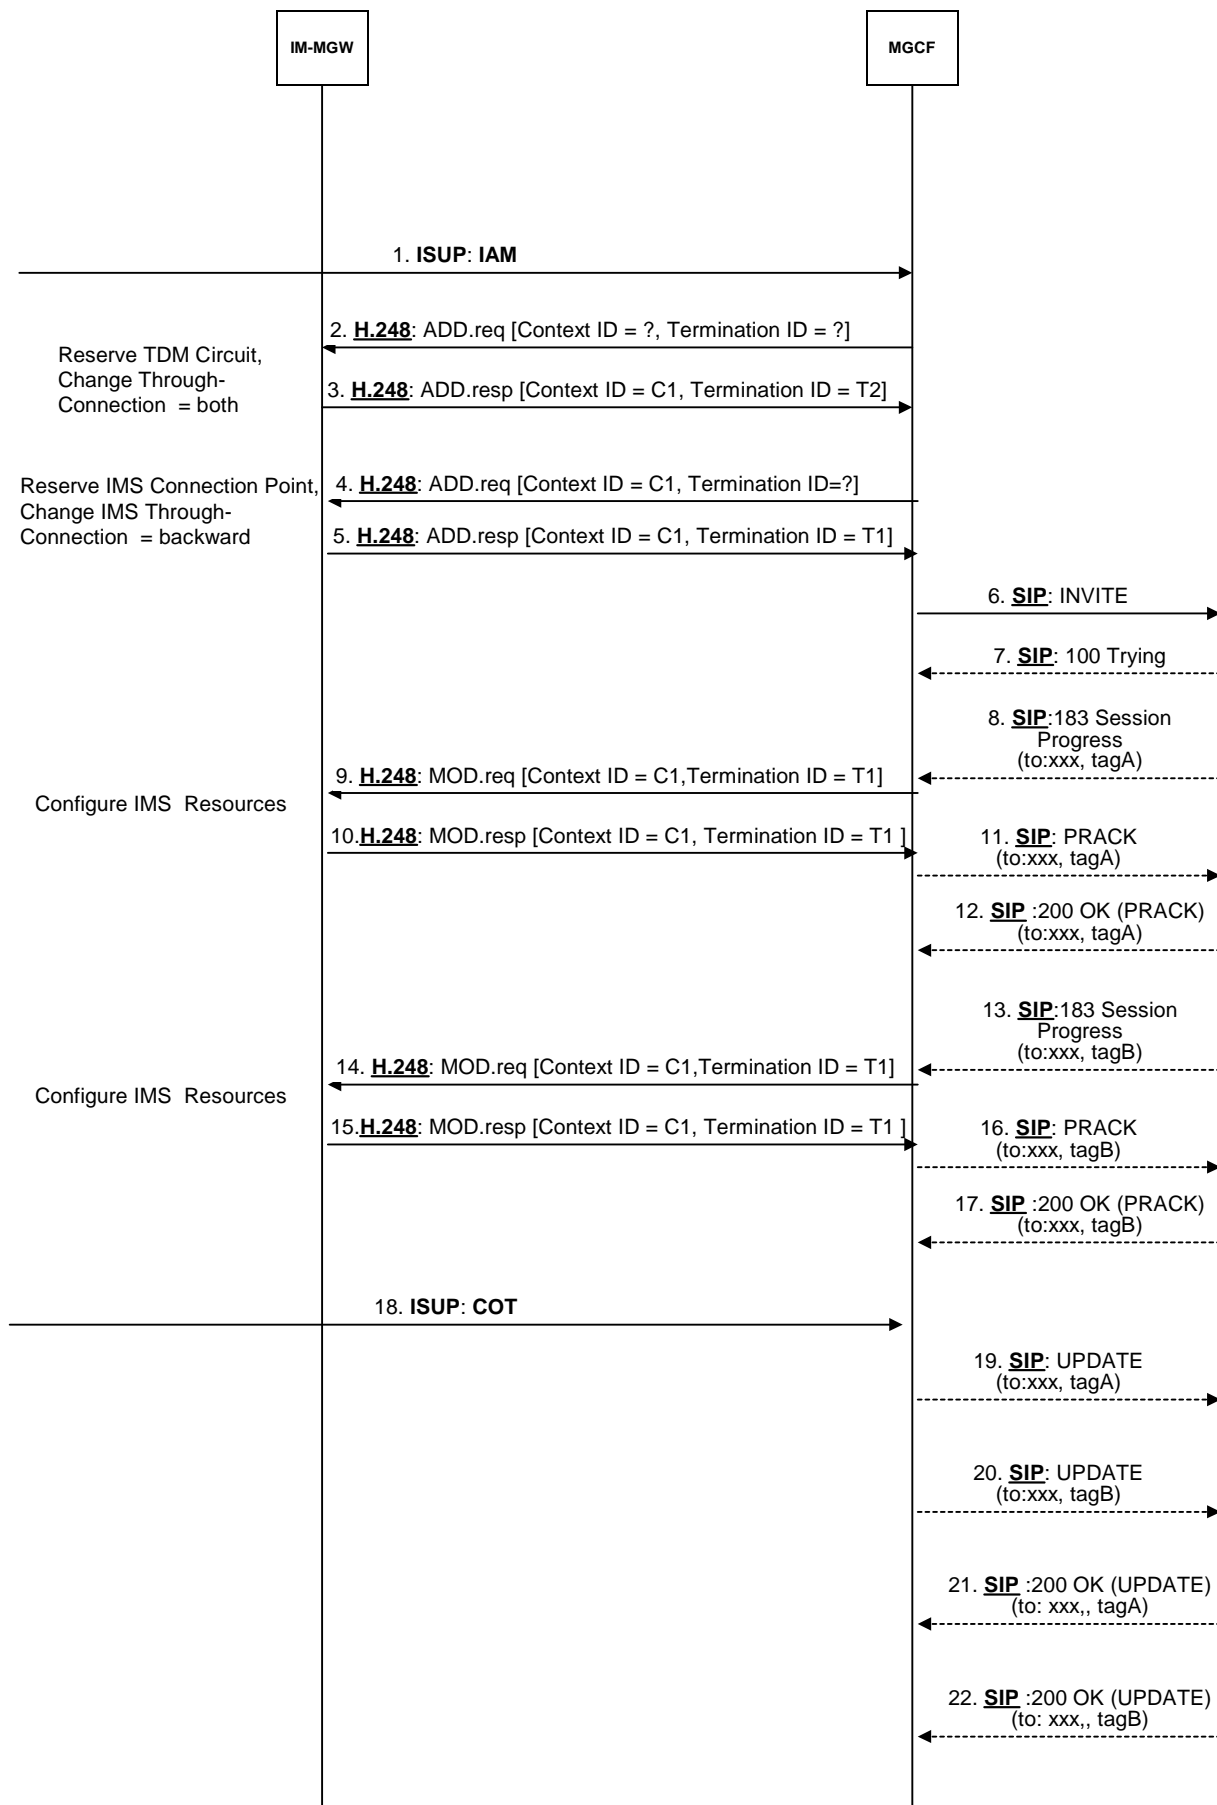 IM-MGW
MGCF
1. ISUP: IAM
2. H.248: ADD.req [Context ID = ?, Termination ID = ?]
Reserve TDM Circuit,
Change Through-
Connection = both
3. H.248: ADD.resp [Context ID = C1, Termination ID = T2]
4. H.248: ADD.req [Context ID = C1, Termination ID=?]
Reserve IMS Connection Point,
Change IMS Through-
Connection = backward
5. H.248: ADD.resp [Context ID = C1, Termination ID = T1]
6. SIP: INVITE
7. SIP: 100 Trying
8. SIP:183 Session
Progress
(to:xxx, tagA)
9. H.248: MOD.req [Context ID = C1,Termination ID = T1]
Configure IMS Resources
10.H.248: MOD.resp [Context ID = C1, Termination ID = T1 ]
11. SIP: PRACK
(to:xxx, tagA)
12. SIP :200 OK (PRACK)
(to:xxx, tagA)
13. SIP:183 Session
Progress
(to:xxx, tagB)
14. H.248: MOD.req [Context ID = C1,Termination ID = T1]
Configure IMS Resources
15.H.248: MOD.resp [Context ID = C1, Termination ID = T1 ]
16. SIP: PRACK
(to:xxx, tagB)
17. SIP :200 OK (PRACK)
(to:xxx, tagB)
18. ISUP: COT
19. SIP: UPDATE
(to:xxx, tagA)
20. SIP: UPDATE
(to:xxx, tagB)
21. SIP :200 OK (UPDATE)
(to: xxx,, tagA)
22. SIP :200 OK (UPDATE)
(to: xxx,, tagB)